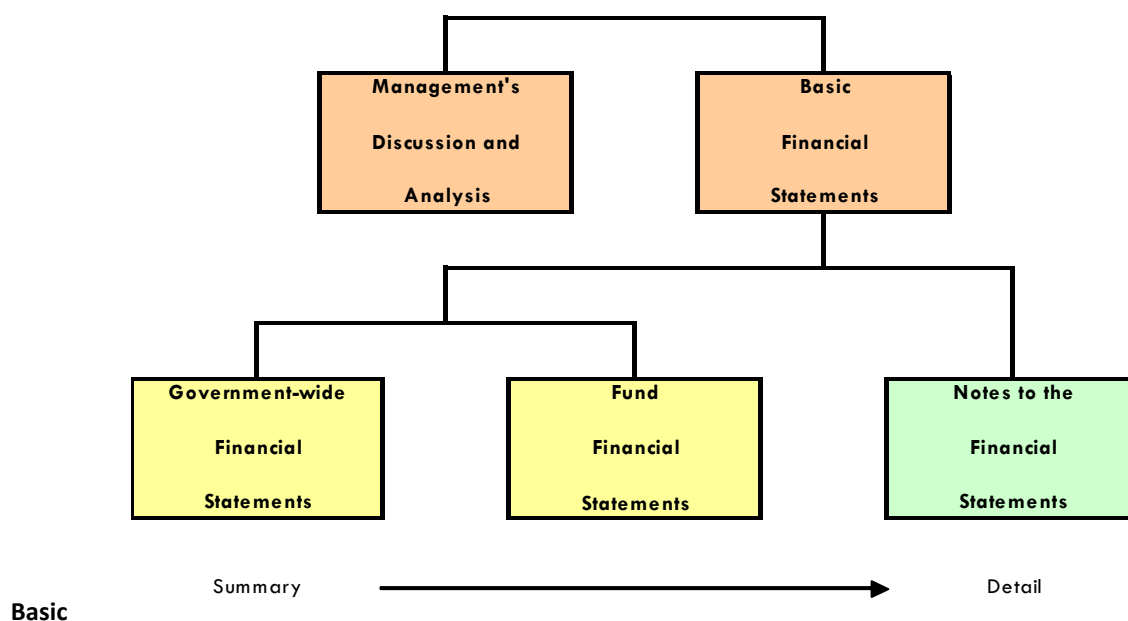 Management's
Discussion and
Analysis
Basic
Financial
Statements
Government-wide
Financial
Statements
Fund
Financial
Statements
Notes to the
Financial
Statements
Summary
Detail
Basic